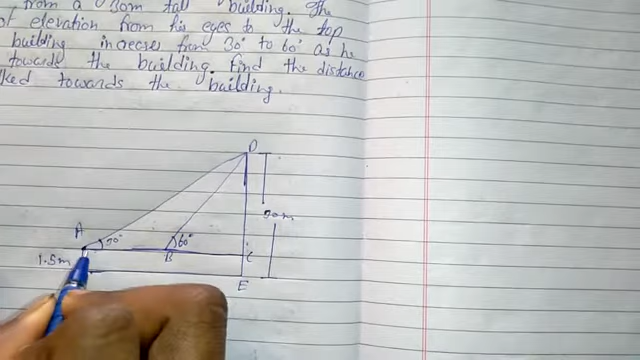 from a 30m tall building. The
of elevation from his eyes to the top
building increses from 30° to 60° as he
towards the building. Find the distance
ked towards the building.
D
30m
A
30°
60°
B
C
1.5m
E